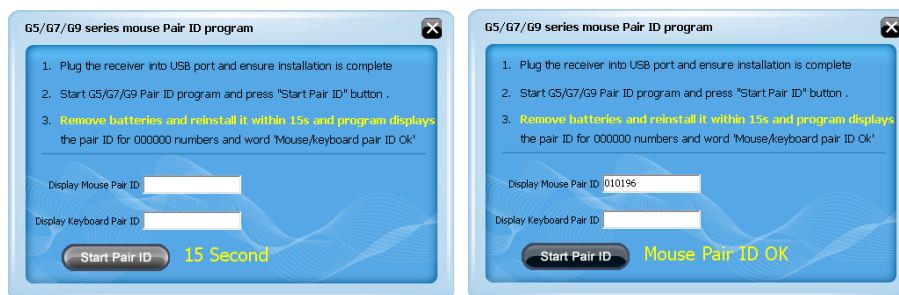 G5/G7/G9 series mouse Pair ID program
1. Plug the receiver into USB port and ensure installation is complete
2. Start G5/G7/G9 Pair ID program and press "Start Pair ID" button .
3. Remove batteries and reinstall it within 15s and program displays
the pair ID for 000000 numbers and word 'Mouse/keyboard pair ID Ok'
Display Mouse Pair ID
Display Keyboard Pair ID
Start Pair ID 15 Second
G5/G7/G9 series mouse Pair ID program
1. Plug the receiver into USB port and ensure installation is complete
2. Start G5/G7/G9 Pair ID program and press "Start Pair ID" button .
3. Remove batteries and reinstall it within 15s and program displays
the pair ID for 000000 numbers and word 'Mouse/keyboard pair ID Ok'
Display Mouse Pair ID 010196
Display Keyboard Pair ID
Start Pair ID Mouse Pair ID OK